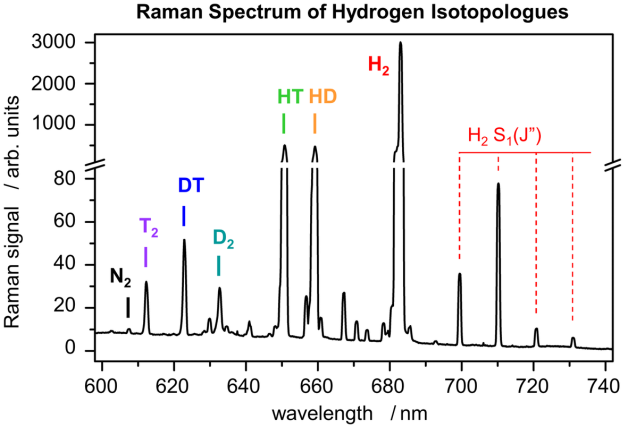 Raman Spectrum of Hydrogen Isotopologues
3000
2000
1000
80
60
40
20
0
Raman signal / arb. units
N2
T2
DT
D2
HT
HD
H2
H2 S1(J")
600
620
640
660
680
700
720
740
wavelength / nm